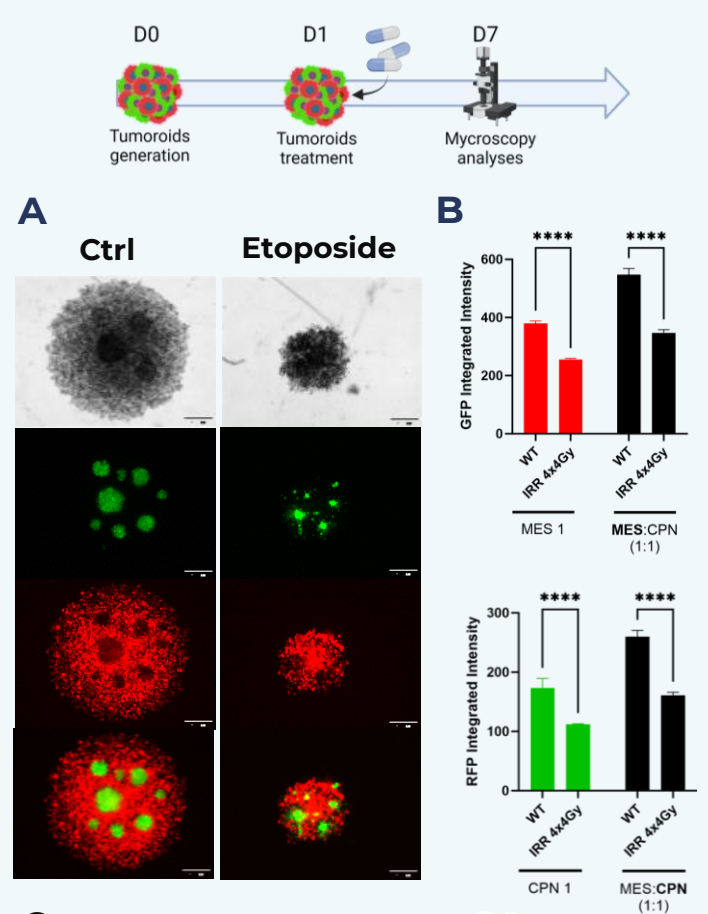 D0
D1
D7
Tumoroids
generation
Tumoroids
treatment
Mycroscopy
analyses
A
Ctrl
Etoposide
B
GFP Integrated Intensity
600
400
200
0
****
****
WT
IRR 4x4Gy
WT
IRR 4x4Gy
MES 1
MES:CPN
(1:1)
RFP Integrated Intensity
300
200
100
0
****
****
WT
IRR 4x4Gy
WT
IRR 4x4Gy
CPN 1
MES:CPN
(1:1)